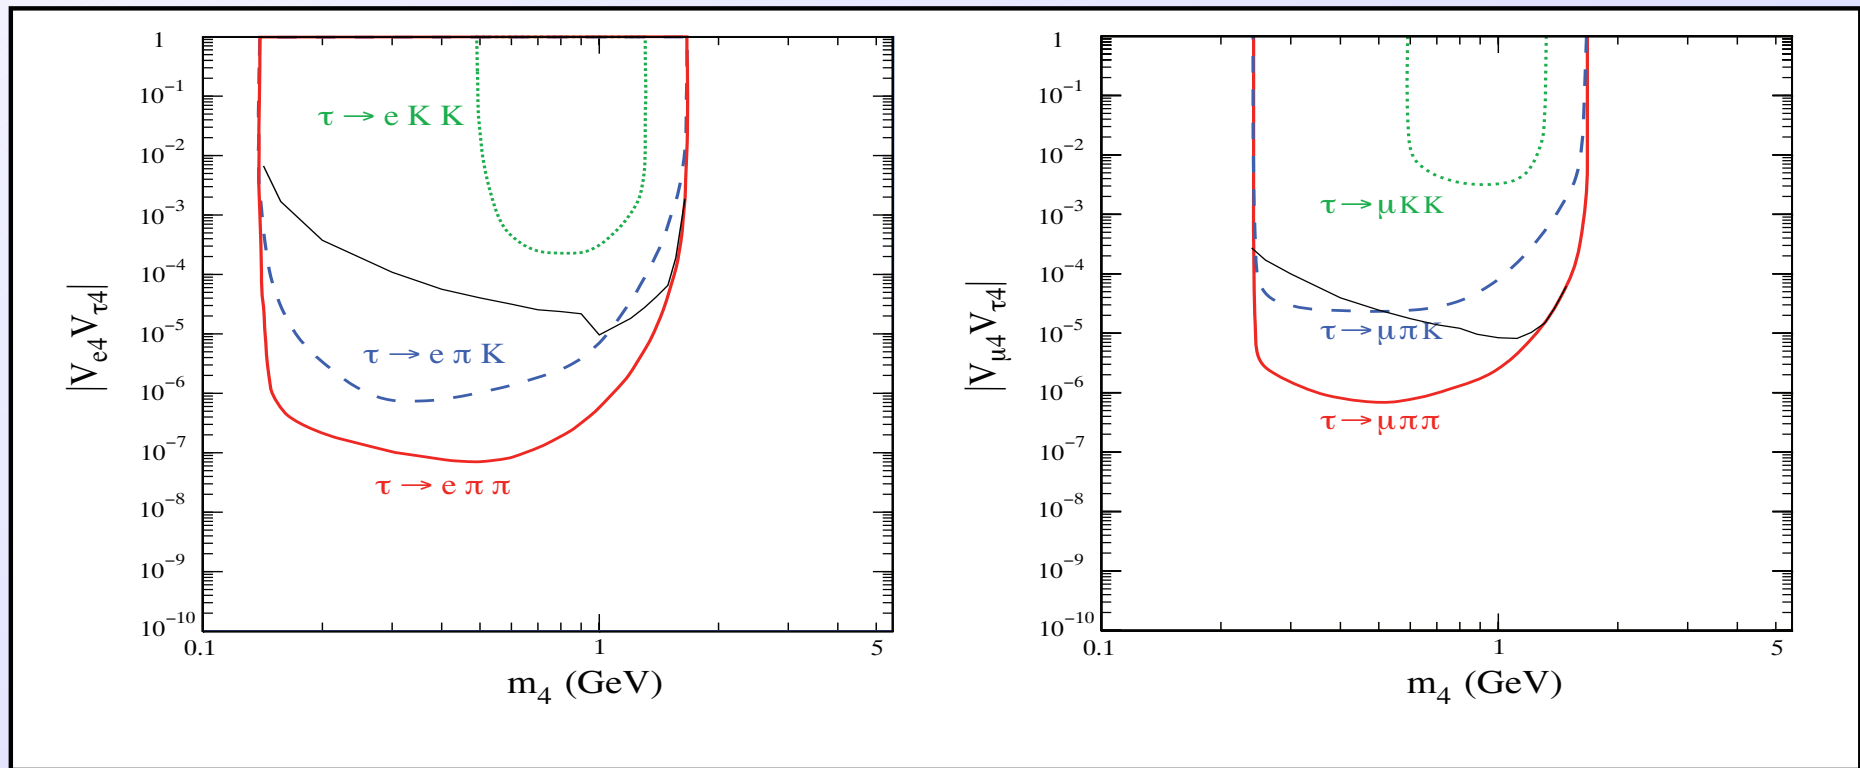 1
10⁻¹
10⁻²
10⁻³
10⁻⁴
10⁻⁵
10⁻⁶
10⁻⁷
10⁻⁸
10⁻⁹
10⁻¹⁰
|V_e4 V_τ4|
τ → e K K
τ → e π K
τ → e π π
0.1 1 5
m₄ (GeV)
1
10⁻¹
10⁻²
10⁻³
10⁻⁴
10⁻⁵
10⁻⁶
10⁻⁷
10⁻⁸
10⁻⁹
10⁻¹⁰
|V_μ4 V_τ4|
τ → μ K K
τ → μ π K
τ → μ π π
0.1 1 5
m₄ (GeV)